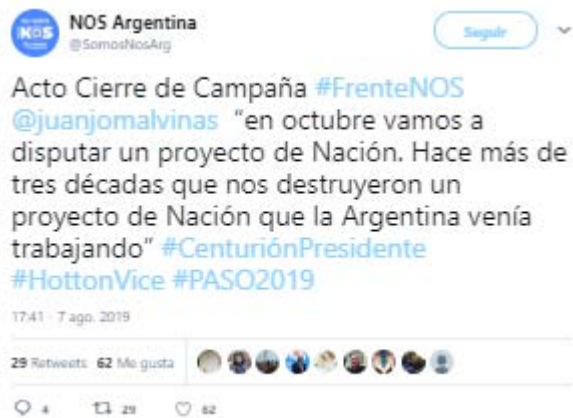 NOS
NOS Argentina
@SomosNosArg
Seguir
Acto Cierre de Campaña #FrenteNOS
@juanjomalvinas "en octubre vamos a
disputar un proyecto de Nación. Hace más de
tres décadas que nos destruyeron un
proyecto de Nación que la Argentina venía
trabajando" #CenturiónPresidente
#HottonVice #PASO2019
17:41 - 7 ago. 2019
29 Retweets 62 Me gusta
4 29 62